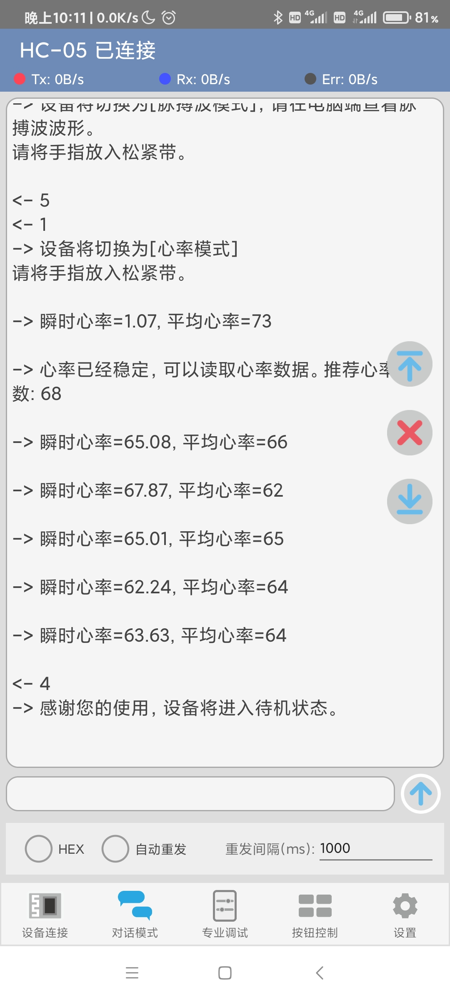 晚上10:11 | 0.0K/s HD 4G HD 4G 81%
HC-05 已连接
Tx: 0B/s Rx: 0B/s Err: 0B/s
-> 设备将切换为[脉搏波模式], 请在电脑端查看脉
搏波波形。
请将手指放入松紧带。
<- 5
<- 1
-> 设备将切换为[心率模式]
请将手指放入松紧带。
-> 瞬时心率=1.07, 平均心率=73
-> 心率已经稳定, 可以读取心率数据。推荐心率
数: 68
-> 瞬时心率=65.08, 平均心率=66
-> 瞬时心率=67.87, 平均心率=62
-> 瞬时心率=65.01, 平均心率=65
-> 瞬时心率=62.24, 平均心率=64
-> 瞬时心率=63.63, 平均心率=64
<- 4
-> 感谢您的使用, 设备将进入待机状态。
HEX 自动重发 重发间隔(ms): 1000
设备连接 对话模式 专业调试 按钮控制 设置